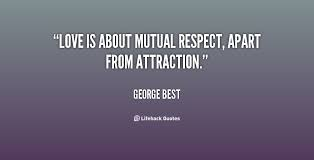 “LOVE IS ABOUT MUTUAL RESPECT, APART
FROM ATTRACTION.”
GEORGE BEST
Lifehack Quotes